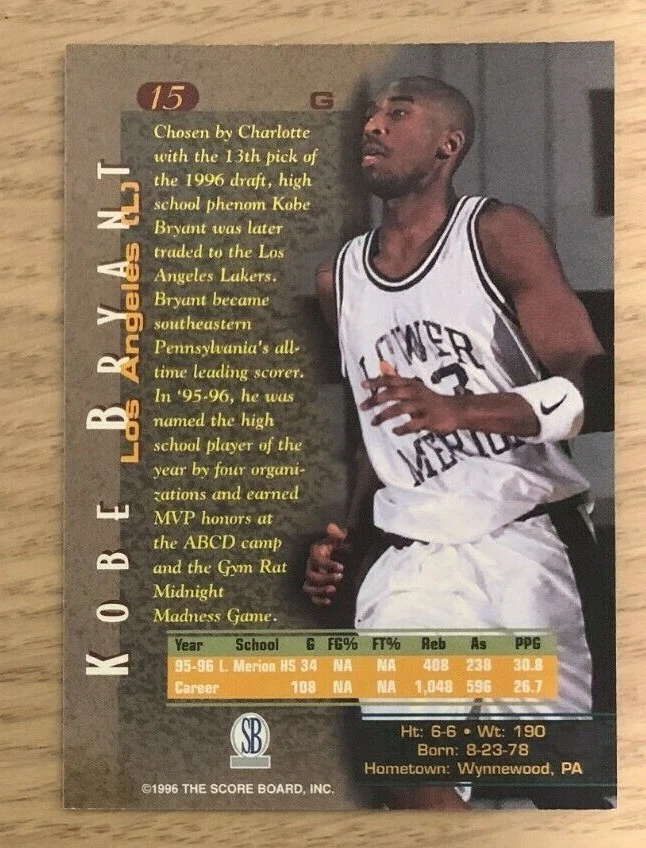 15
G
KOBE BRYANT
Los Angeles (L)
Chosen by Charlotte
with the 13th pick of
the 1996 draft, high
school phenom Kobe
Bryant was later
traded to the Los
Angeles Lakers.
Bryant became
southeastern
Pennsylvania's all-
time leading scorer.
In '95-96, he was
named the high
school player of the
year by four organi-
zations and earned
MVP honors at
the ABCD camp
and the Gym Rat
Midnight
Madness Game.
LOWER
3
MERION
Year School G FG% FT% Reb As PPG
95-96 L. Merion HS 34 NA NA 408 238 30.8
Career 108 NA NA 1,048 596 26.7
SB
Ht: 6-6 • Wt: 190
Born: 8-23-78
Hometown: Wynnewood, PA
©1996 THE SCORE BOARD, INC.